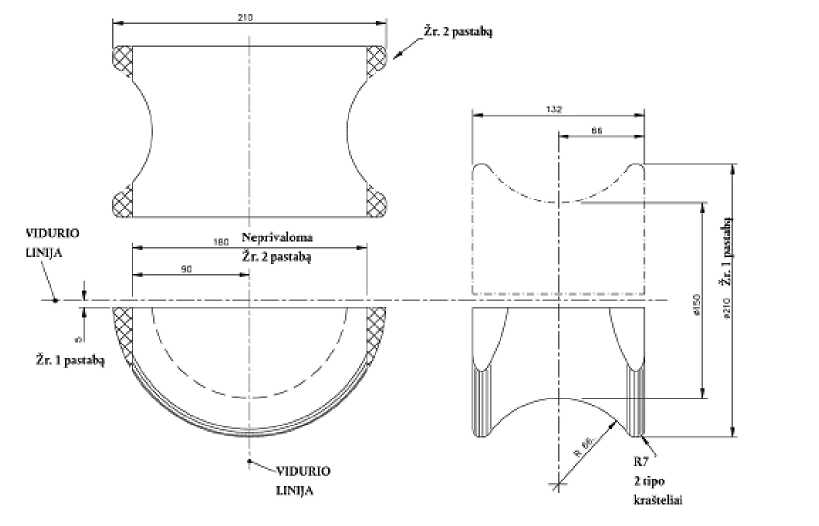 210
Žr. 2 pastabą
132
66
VIDURIO
LINIJA
180
Neprivaloma
Žr. 2 pastabą
90
5
Žr. 1 pastabą
ø150
ø210
Žr. 1 pastabą
R 66.
R7
2 tipo
krašteliai
VIDURIO
LINIJA